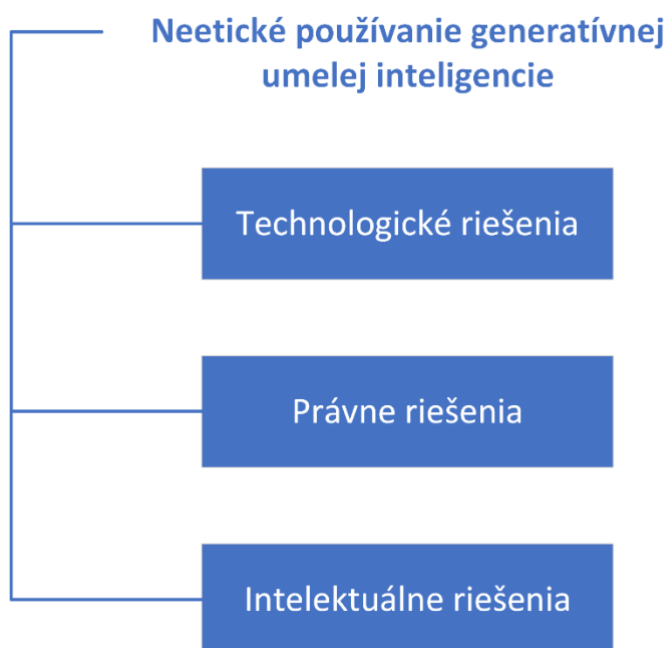 Neetické používanie generatívnej
umelej inteligencie
Technologické riešenia
Právne riešenia
Intelektuálne riešenia